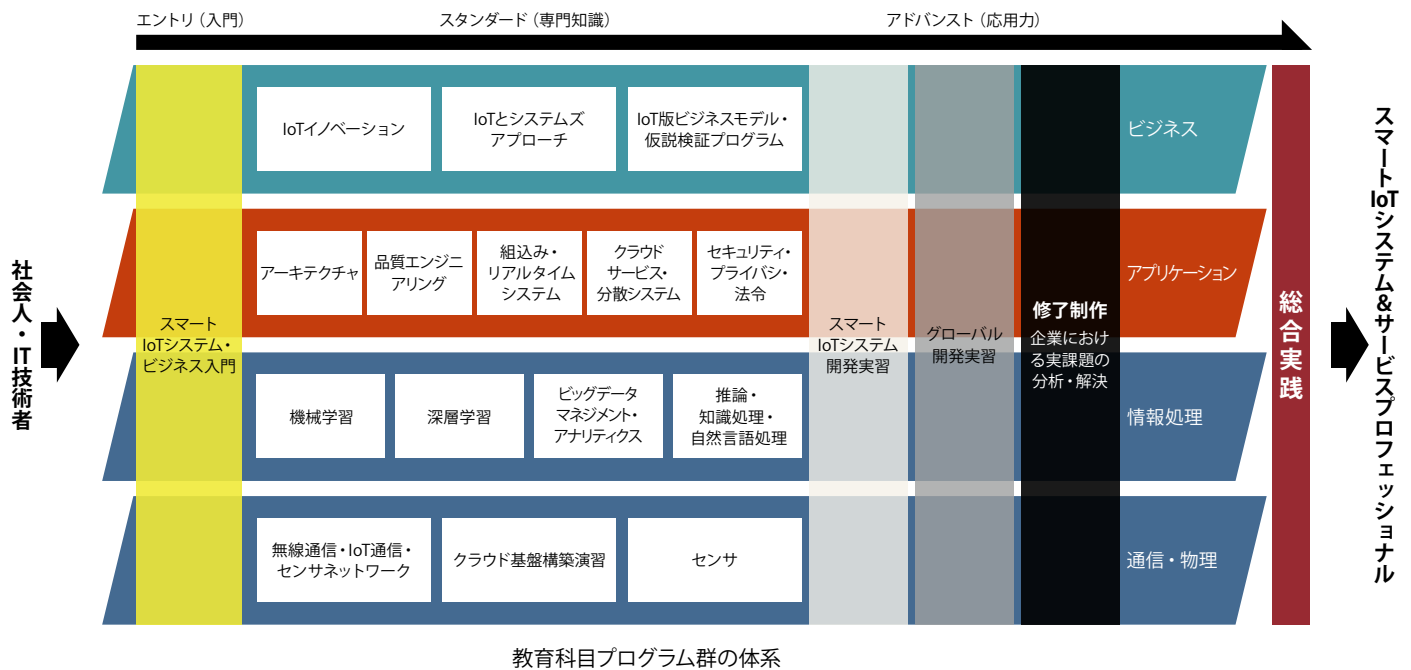 エントリ（入門）
スタンダード（専門知識）
アドバンスト（応用力）
社会人・IT技術者
スマート
IoTシステム・
ビジネス入門
IoTイノベーション
IoTとシステムズ
アプローチ
IoT版ビジネスモデル・
仮説検証プログラム
ビジネス
アーキテクチャ
品質エンジニ
アリング
組込み・
リアルタイム
システム
クラウド
サービス・
分散システム
セキュリティ・
プライバシ・
法令
アプリケーション
機械学習
深層学習
ビッグデータ
マネジメント・
アナリティクス
推論・
知識処理・
自然言語処理
情報処理
無線通信・IoT通信・
センサネットワーク
クラウド基盤構築演習
センサ
通信・物理
スマート
IoTシステム
開発実習
グローバル
開発実習
修了制作
企業におけ
る実課題の
分析・解決
総合実践
スマートIoTシステム&サービスプロフェッショナル
教育科目プログラム群の体系